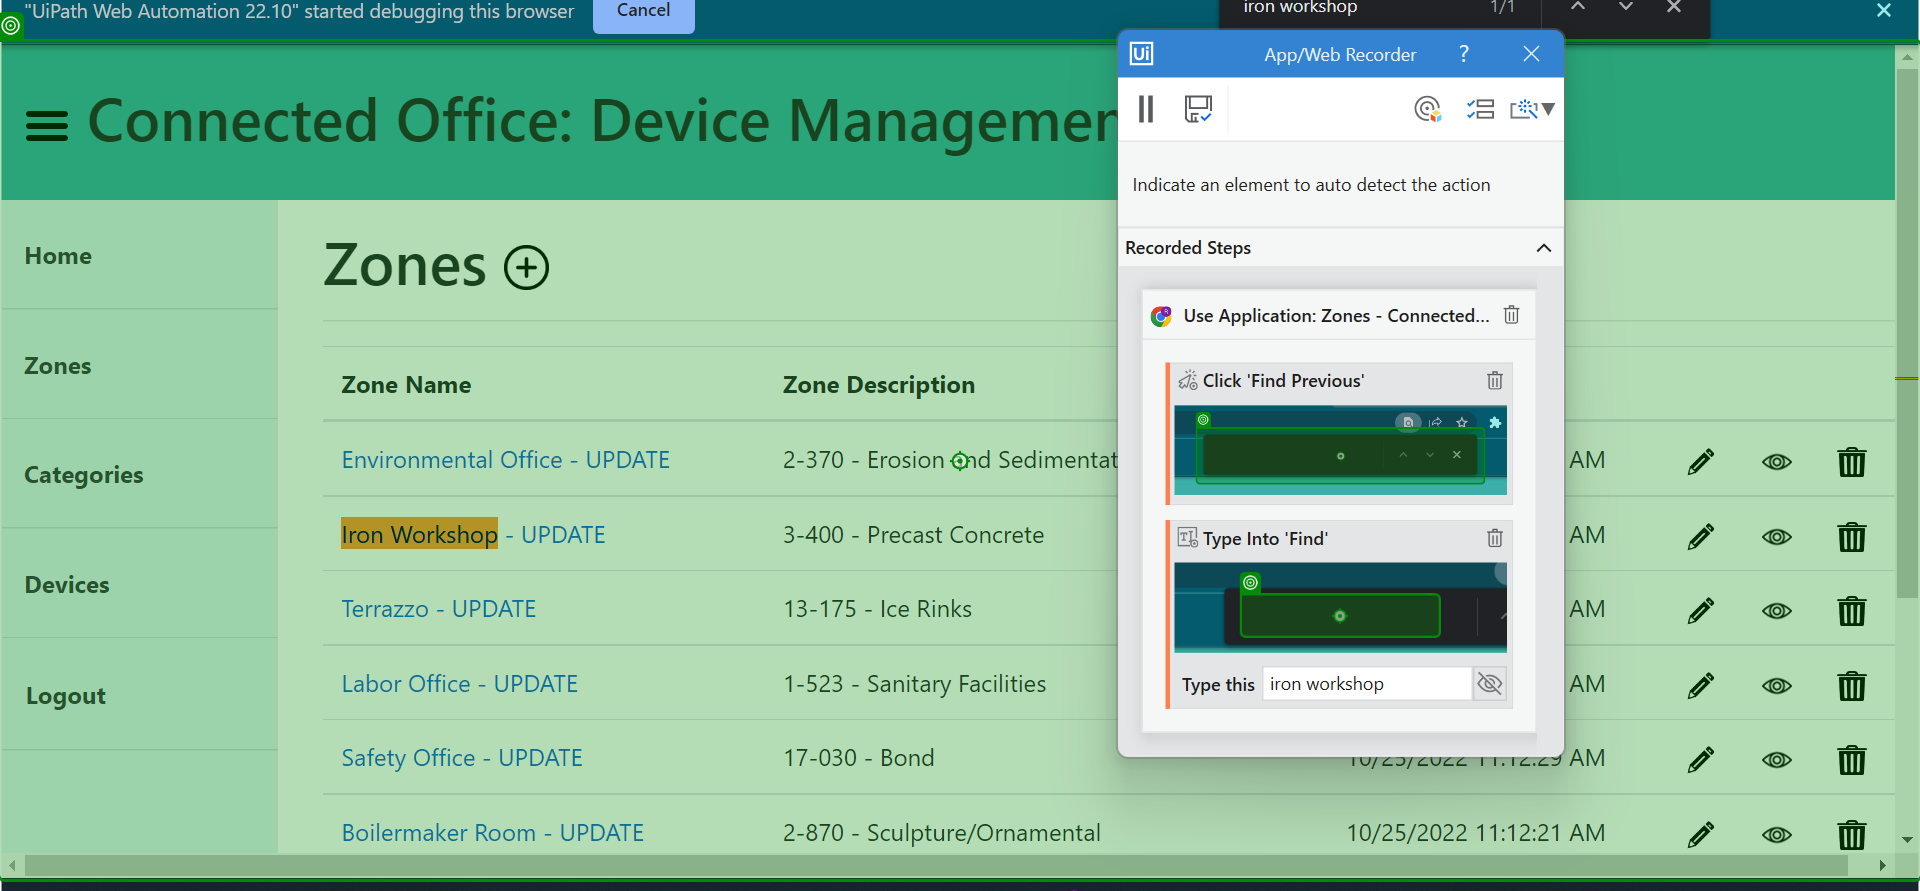 "UiPath Web Automation 22.10" started debugging this browser
Cancel
iron workshop
1/1
Ui
App/Web Recorder
?
Connected Office: Device Managemen
Indicate an element to auto detect the action
Recorded Steps
Home
Zones
Categories
Devices
Logout
Zones
Zone Name Zone Description
Environmental Office - UPDATE 2-370 - Erosion and Sedimentat AM
Iron Workshop - UPDATE 3-400 - Precast Concrete AM
Terrazzo - UPDATE 13-175 - Ice Rinks AM
Labor Office - UPDATE 1-523 - Sanitary Facilities AM
Safety Office - UPDATE 17-030 - Bond 10/25/2022 11:12:29 AM
Boilermaker Room - UPDATE 2-870 - Sculpture/Ornamental 10/25/2022 11:12:21 AM
Use Application: Zones - Connected...
Click 'Find Previous'
Type Into 'Find'
Type this iron workshop